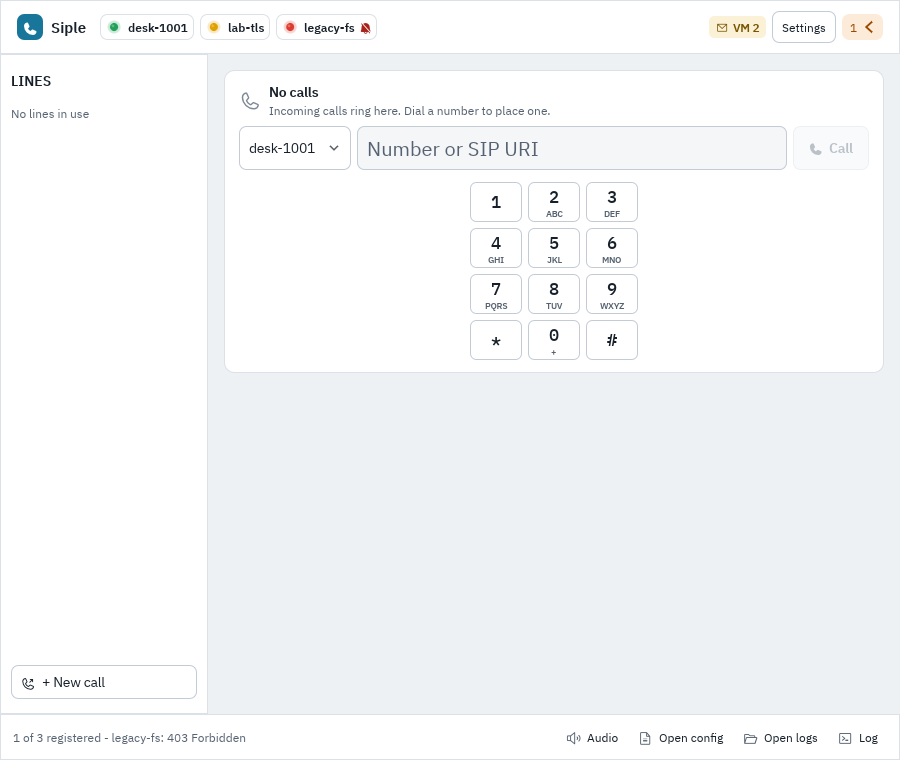 Siple
desk-1001
lab-tls
legacy-fs
VM 2
Settings
1
LINES
No lines in use
No calls
Incoming calls ring here. Dial a number to place one.
desk-1001
Number or SIP URI
Call
1
2
ABC
3
DEF
4
GHI
5
JKL
6
MNO
7
PQRS
8
TUV
9
WXYZ
*
0
+
#
+ New call
1 of 3 registered - legacy-fs: 403 Forbidden
Audio
Open config
Open logs
Log